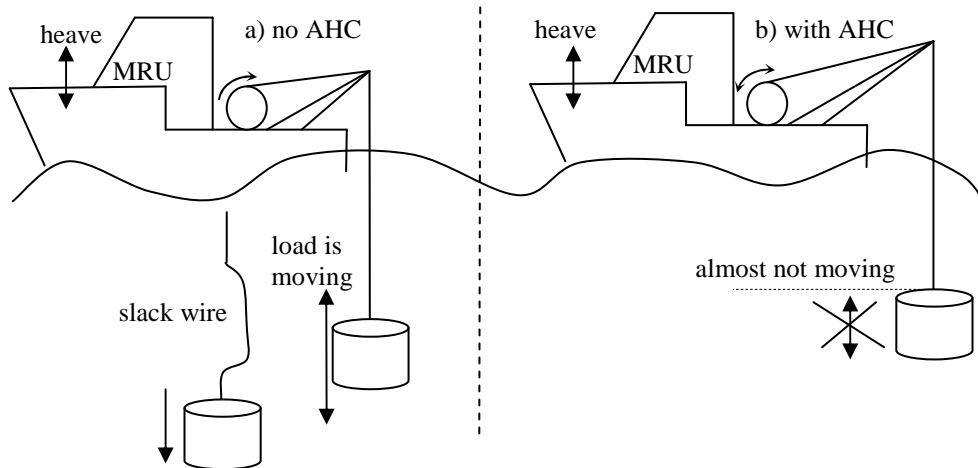 heave
a) no AHC
MRU
load is
moving
slack wire
heave
b) with AHC
MRU
almost not moving